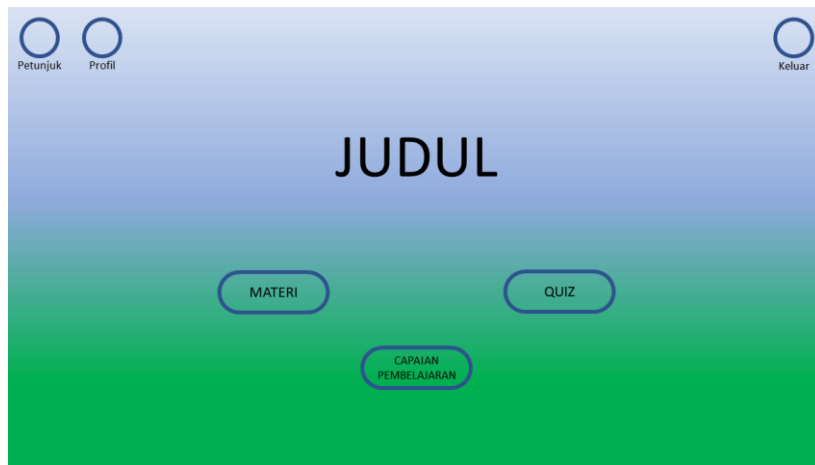 Petunjuk
Profil
Keluar
JUDUL
MATERI
QUIZ
CAPAIAN
PEMBELAJARAN